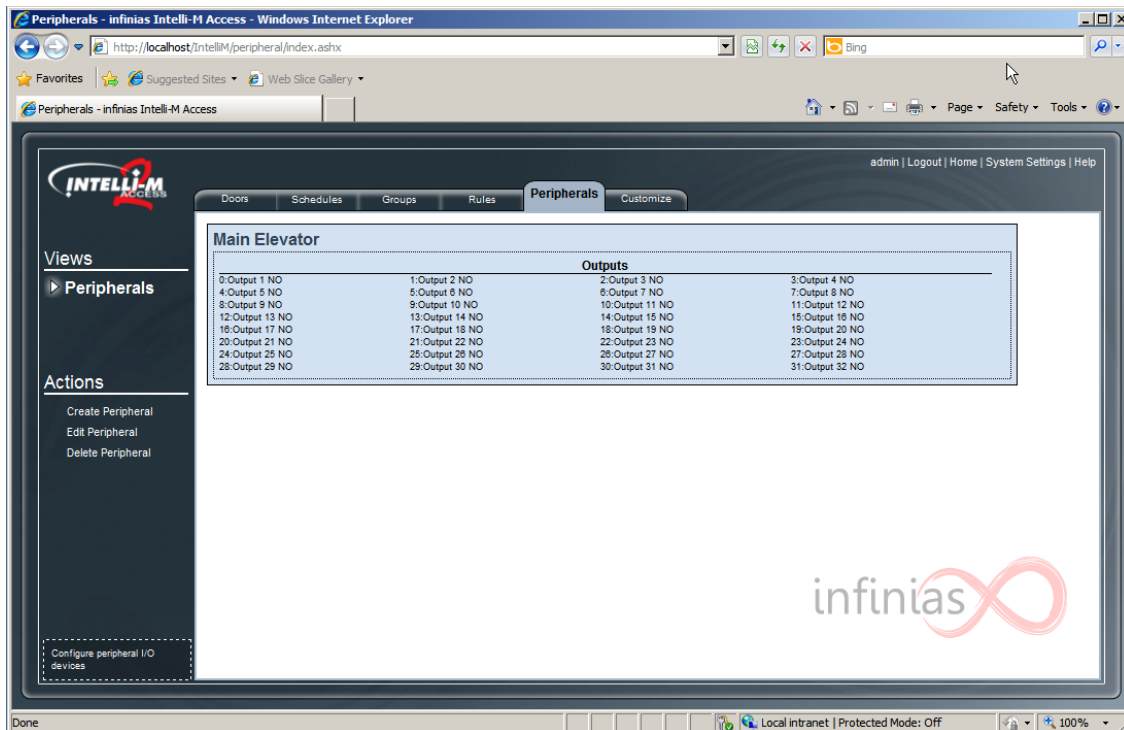 Peripherals - infinias Intelli-M Access - Windows Internet Explorer
http://localhost/IntelliM/peripheral/index.ashx
Bing
Favorites Suggested Sites Web Slice Gallery
Peripherals - infinias Intelli-M Access
Page Safety Tools
admin | Logout | Home | System Settings | Help
INTELLI-M 2
ACCESS
Doors Schedules Groups Rules Peripherals Customize
Views
Peripherals
Actions
Create Peripheral
Edit Peripheral
Delete Peripheral
Configure peripheral I/O
devices
Main Elevator
Outputs
0:Output 1 NO 1:Output 2 NO 2:Output 3 NO 3:Output 4 NO
4:Output 5 NO 5:Output 6 NO 6:Output 7 NO 7:Output 8 NO
8:Output 9 NO 9:Output 10 NO 10:Output 11 NO 11:Output 12 NO
12:Output 13 NO 13:Output 14 NO 14:Output 15 NO 15:Output 16 NO
16:Output 17 NO 17:Output 18 NO 18:Output 19 NO 19:Output 20 NO
20:Output 21 NO 21:Output 22 NO 22:Output 23 NO 23:Output 24 NO
24:Output 25 NO 25:Output 26 NO 26:Output 27 NO 27:Output 28 NO
28:Output 29 NO 29:Output 30 NO 30:Output 31 NO 31:Output 32 NO
infinias
Done
Local intranet | Protected Mode: Off
100%